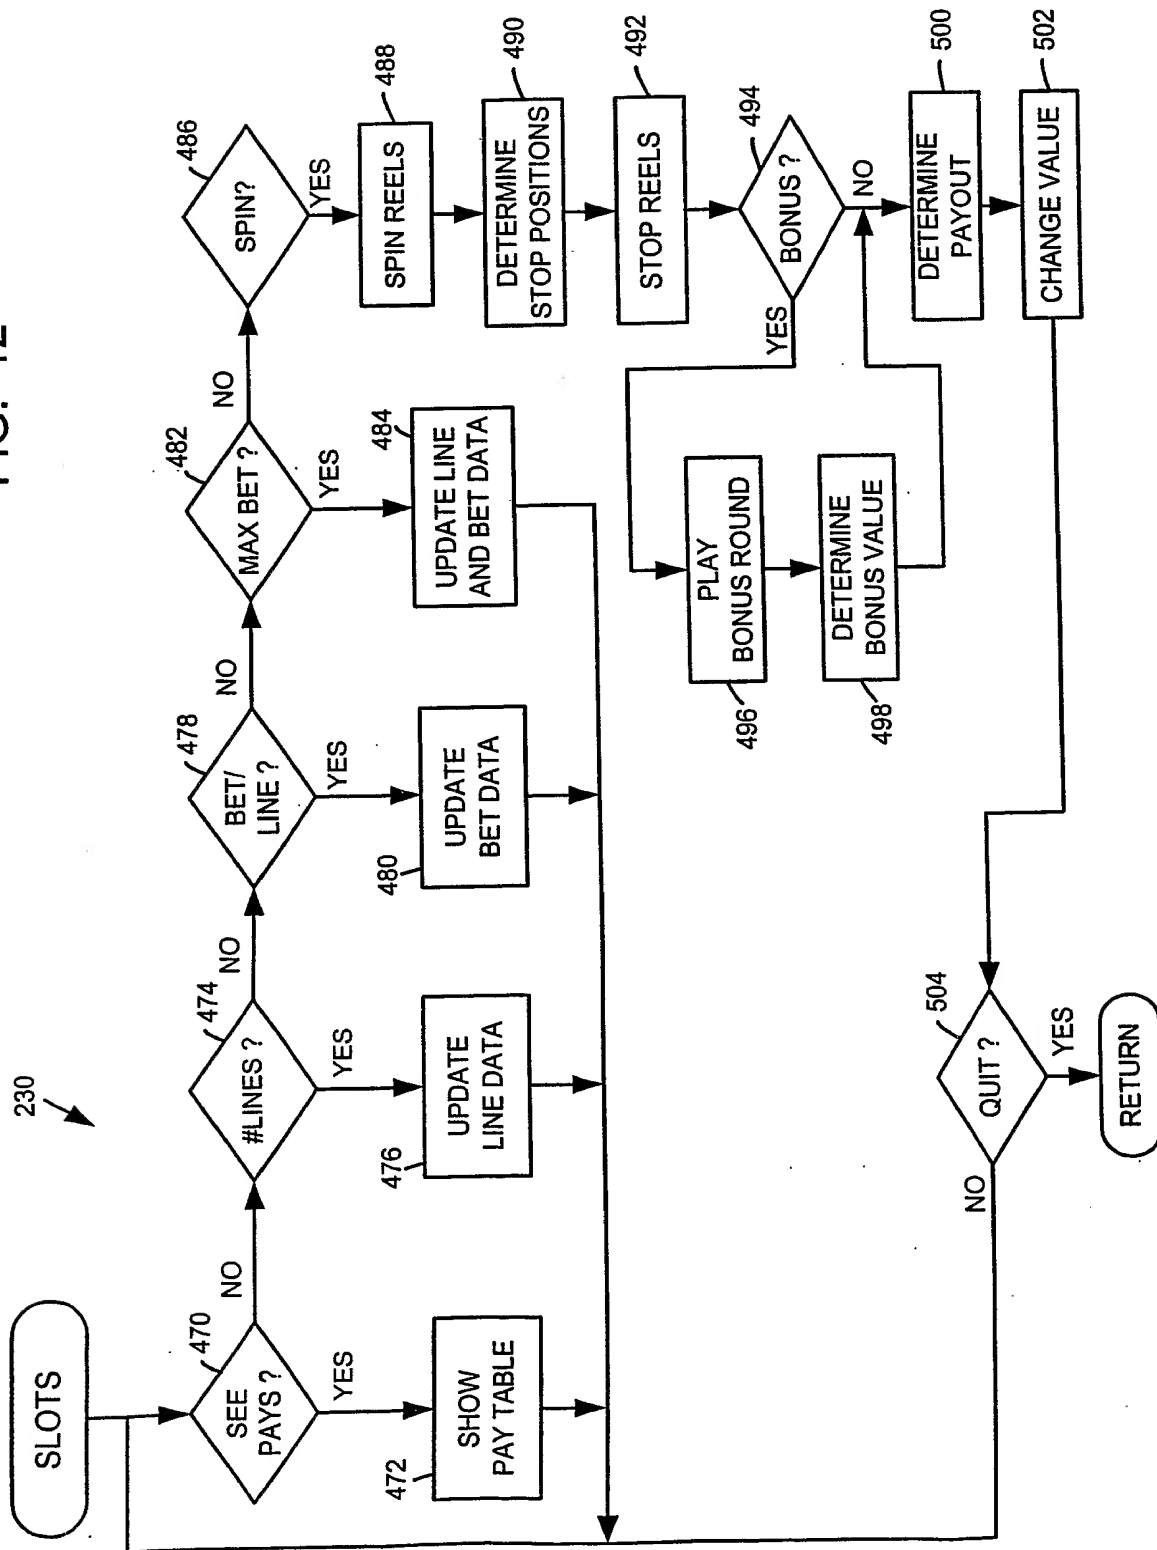 230
SLOTS
470
SEE
PAYS ?
NO
YES
472
SHOW
PAY TABLE
474
#LINES ?
NO
YES
476
UPDATE
LINE DATA
478
BET/
LINE ?
NO
YES
480
UPDATE
BET DATA
482
MAX BET ?
NO
YES
484
UPDATE LINE
AND BET DATA
486
SPIN?
YES
488
SPIN REELS
490
DETERMINE
STOP POSITIONS
492
STOP REELS
494
BONUS ?
YES
NO
496
PLAY
BONUS ROUND
498
DETERMINE
BONUS VALUE
500
DETERMINE
PAYOUT
502
CHANGE VALUE
504
QUIT ?
NO
YES
RETURN